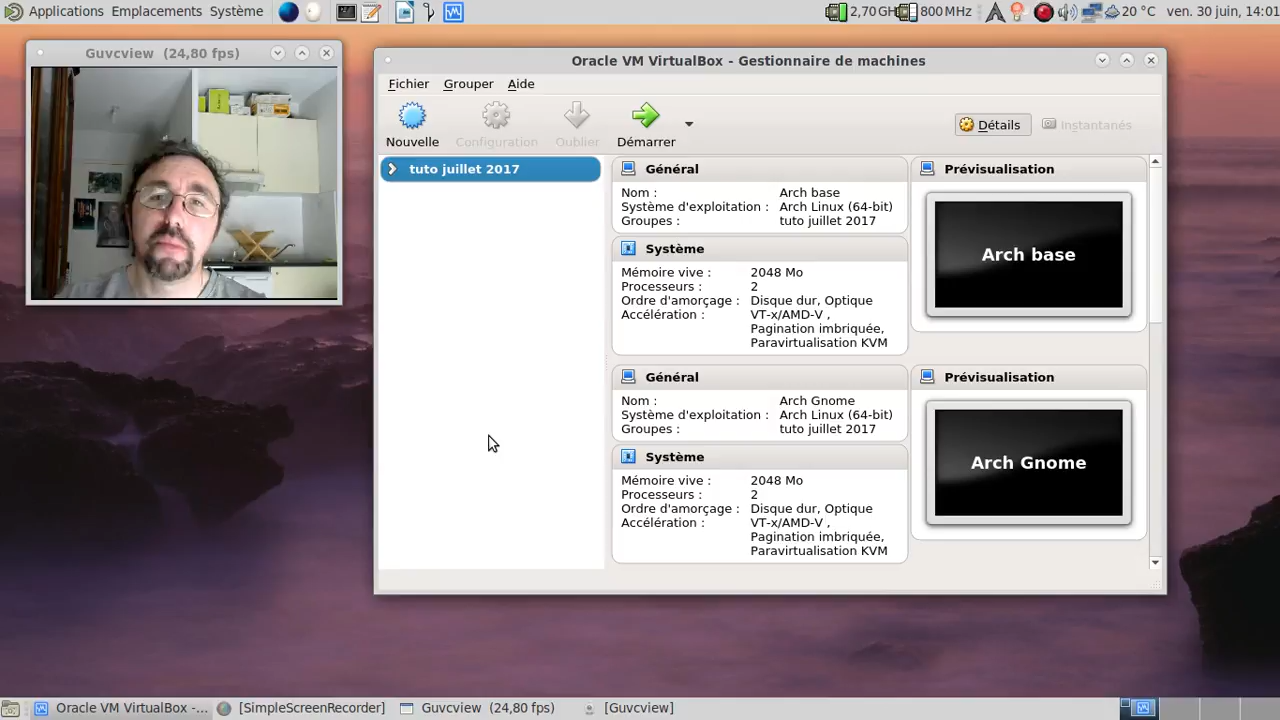 Applications Emplacements Système 2,70 GH 800 MHz 20 °C ven. 30 juin, 14:01
Guvcview (24,80 fps)
Oracle VM VirtualBox - Gestionnaire de machines
Fichier Grouper Aide
Nouvelle Configuration Oublier Démarrer Détails Instantanés
tuto juillet 2017
Général
Nom : Arch base
Système d'exploitation : Arch Linux (64-bit)
Groupes : tuto juillet 2017
Système
Mémoire vive : 2048 Mo
Processeurs : 2
Ordre d'amorçage : Disque dur, Optique
Accélération : VT-x/AMD-V ,
Pagination imbriquée,
Paravirtualisation KVM
Prévisualisation
Arch base
Général
Nom : Arch Gnome
Système d'exploitation : Arch Linux (64-bit)
Groupes : tuto juillet 2017
Système
Mémoire vive : 2048 Mo
Processeurs : 2
Ordre d'amorçage : Disque dur, Optique
Accélération : VT-x/AMD-V ,
Pagination imbriquée,
Paravirtualisation KVM
Prévisualisation
Arch Gnome
Oracle VM VirtualBox -... [SimpleScreenRecorder] Guvcview (24,80 fps) [Guvcview]